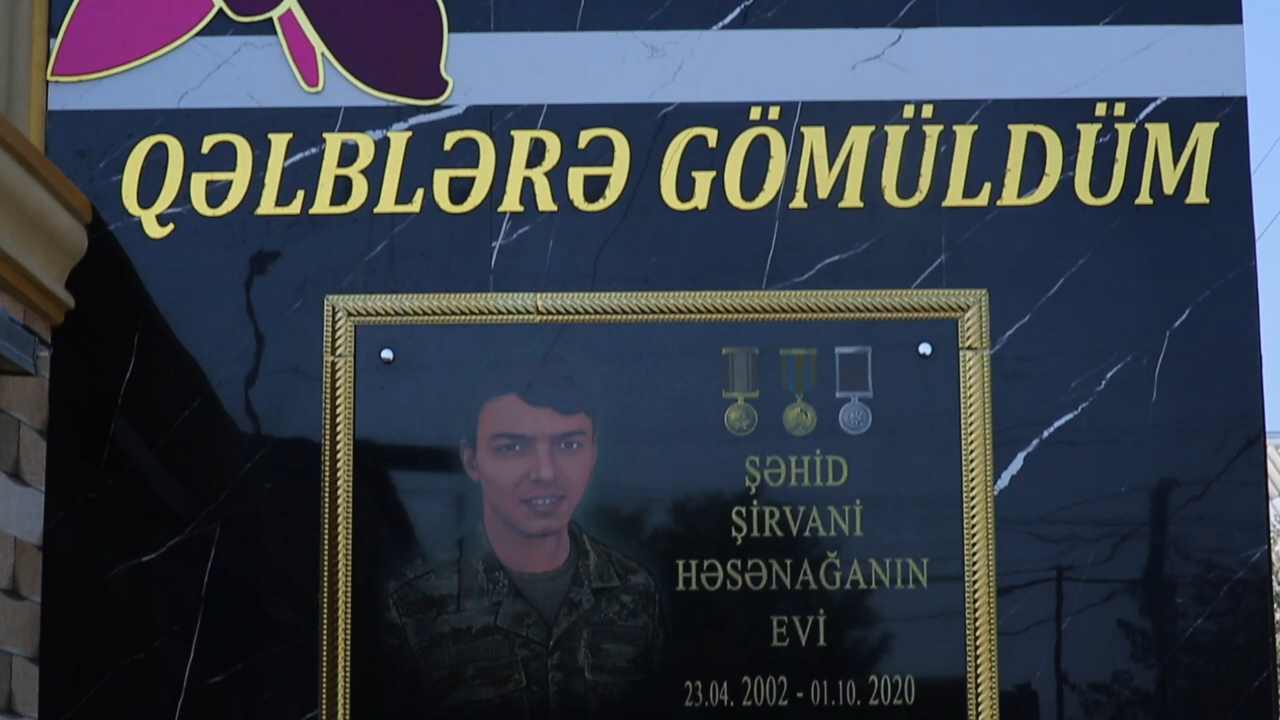 QƏLBLƏRƏ GÖMÜLDÜM
ŞƏHİD
ŞİRVANİ
HƏSƏNAĞANIN
EVİ
23.04. 2002 - 01.10. 2020